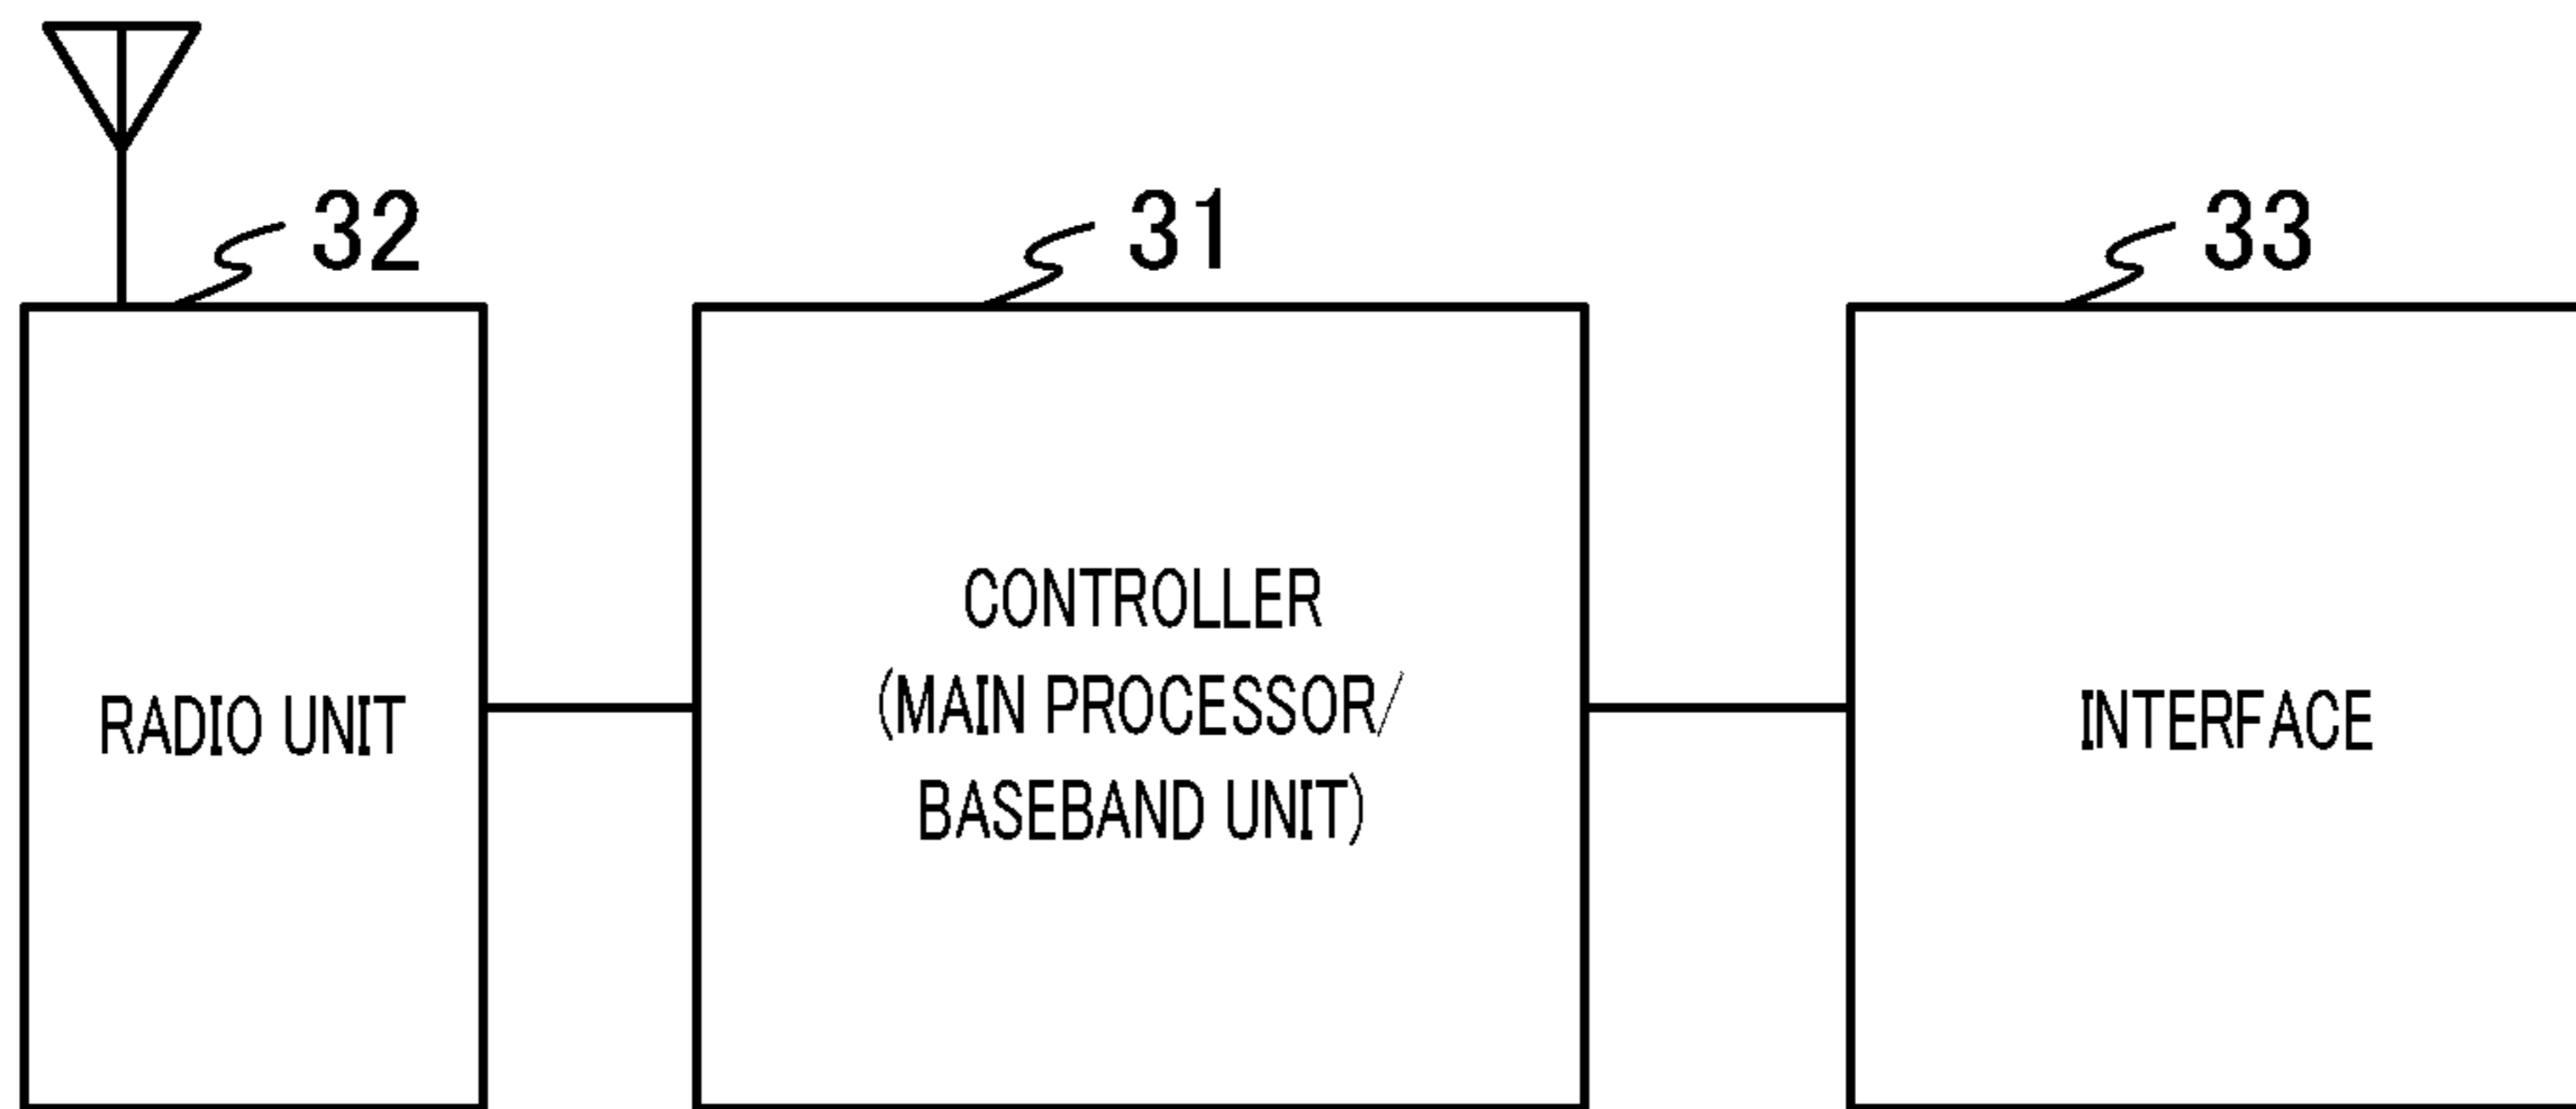 32
31
33
RADIO UNIT
CONTROLLER
(MAIN PROCESSOR/
BASEBAND UNIT)
INTERFACE